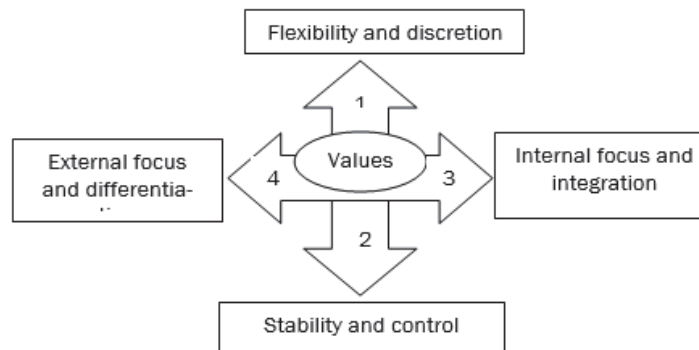 Flexibility and discretion
1
External focus
and differentia-
Values
Internal focus and
integration
4
3
2
Stability and control